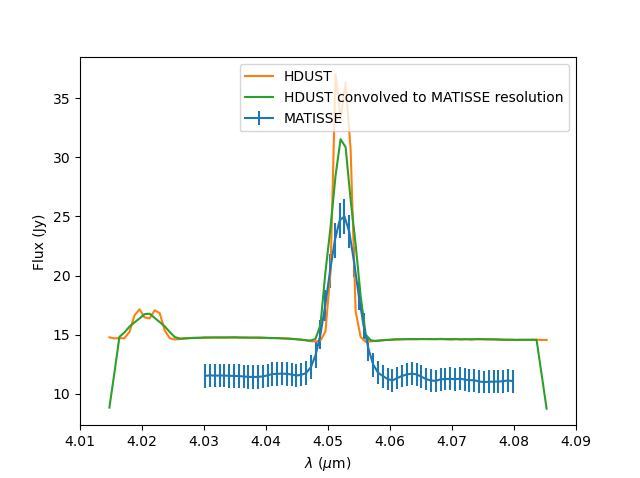 HDUST
HDUST convolved to MATISSE resolution
MATISSE
35
30
25
20
15
10
Flux (Jy)
4.01 4.02 4.03 4.04 4.05 4.06 4.07 4.08 4.09
λ (μm)